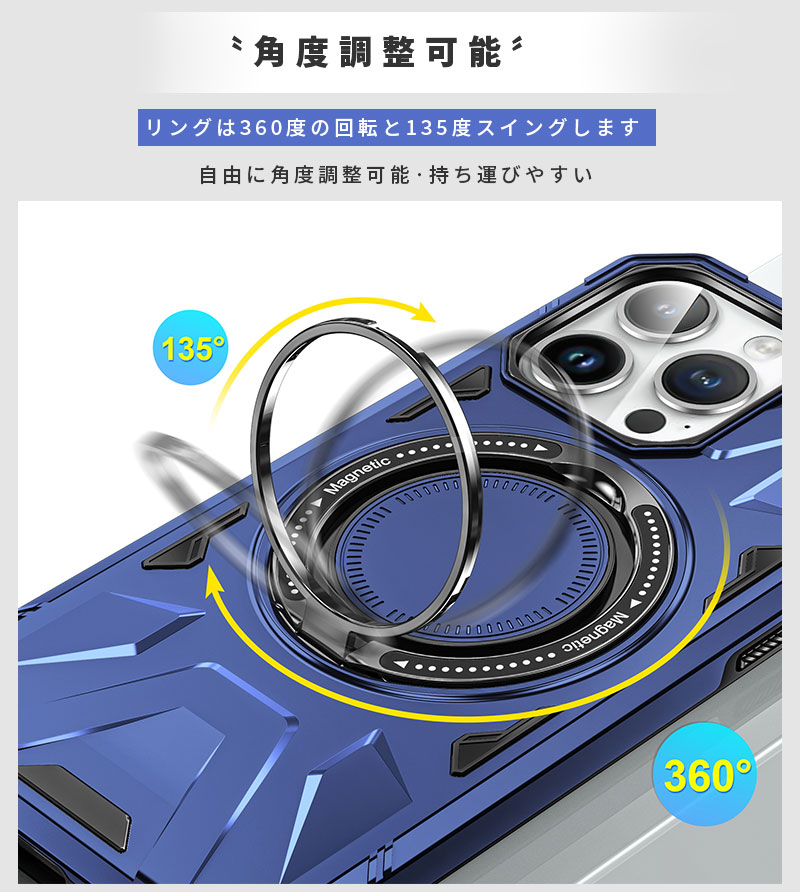 〝角度調整可能〞
リングは360度の回転と135度スイングします
自由に角度調整可能·持ち運びやすい
135°
Magnetic
Magnetic
360°